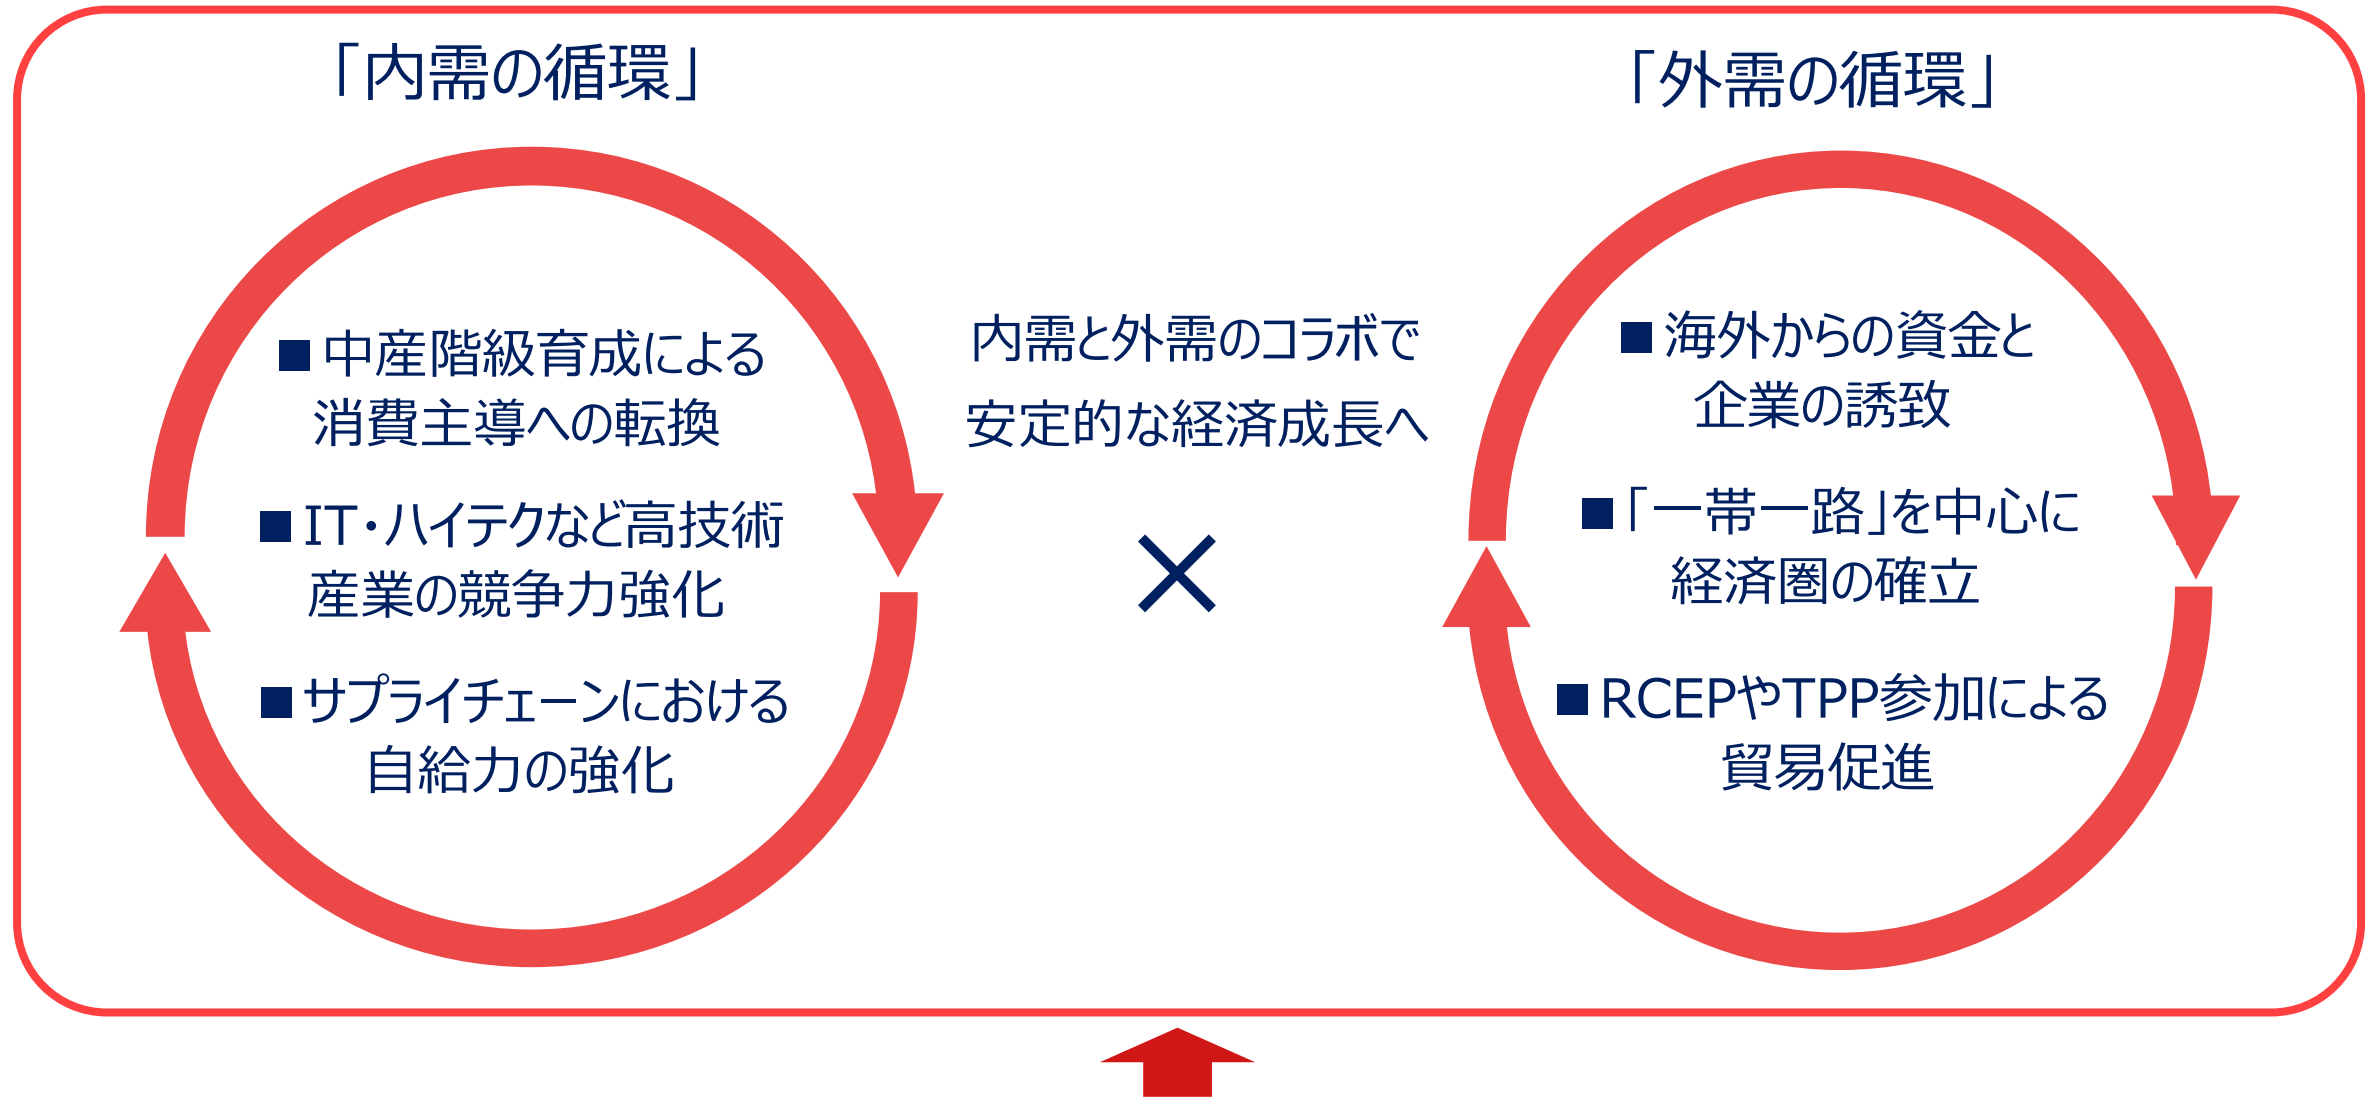 「内需の循環」
■中産階級育成による
消費主導への転換
■IT・ハイテクなど高技術
産業の競争力強化
■サプライチェーンにおける
自給力の強化
内需と外需のコラボで
安定的な経済成長へ
×
「外需の循環」
■海外からの資金と
企業の誘致
■「一帯一路」を中心に
経済圏の確立
■RCEPやTPP参加による
貿易促進